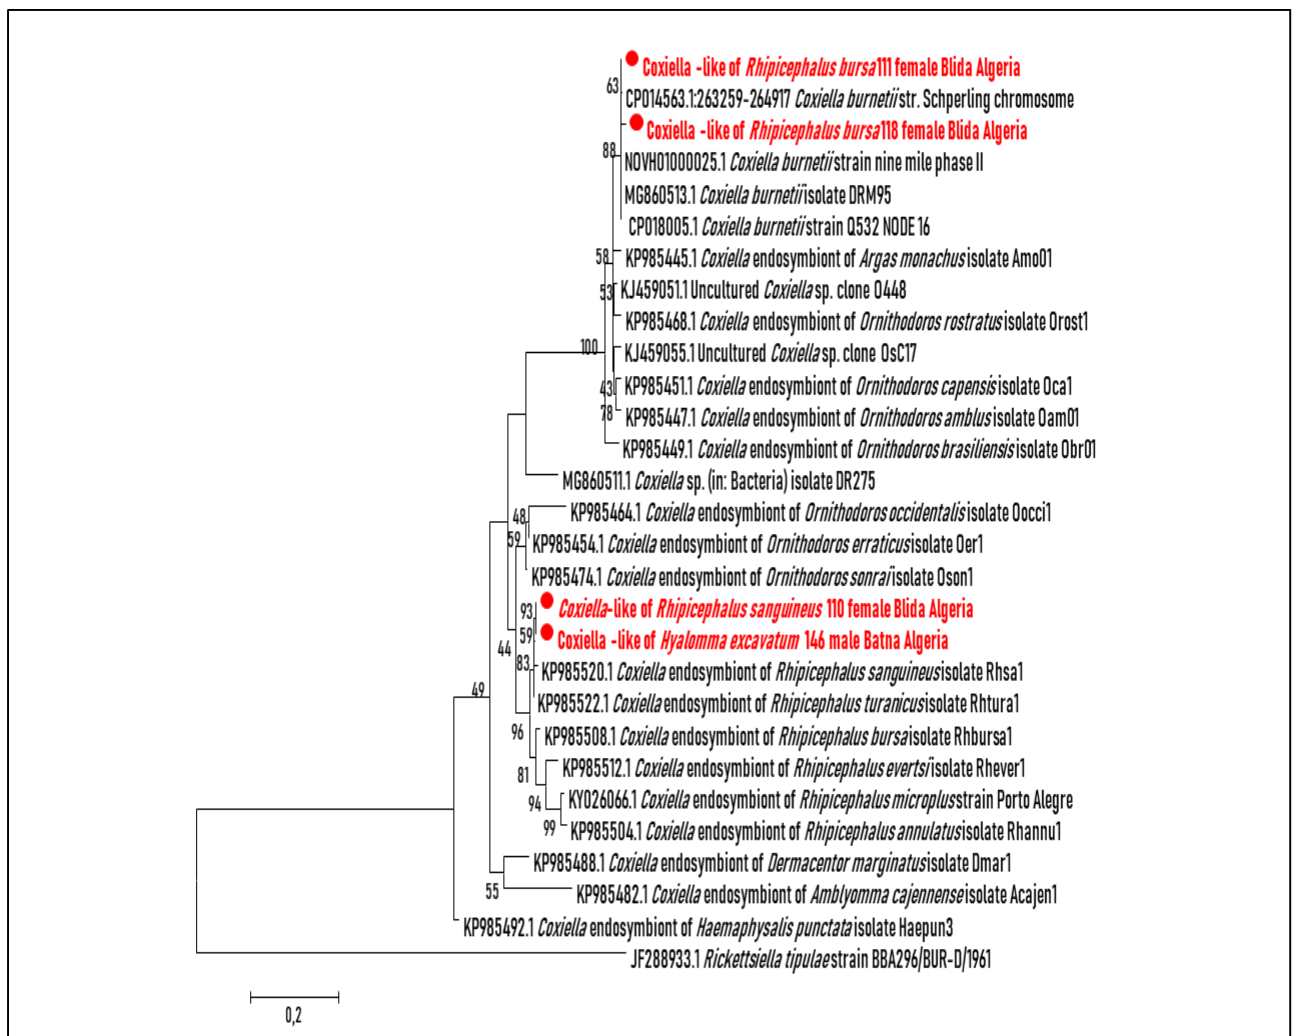 Coxiella -like of Rhipicephalus bursa111 female Blida Algeria
63
CP014563.1:263259-264917 Coxiella burnetii str. Schperling chromosome
Coxiella -like of Rhipicephalus bursa118 female Blida Algeria
88
NOVH01000025.1 Coxiella burnetii strain nine mile phase II
MG860513.1 Coxiella burnetii isolate DRM95
CP018005.1 Coxiella burnetii strain Q532 NODE 16
58
KP985445.1 Coxiella endosymbiont of Argas monachus isolate Amo01
53
KJ459051.1 Uncultured Coxiella sp. clone O448
KP985468.1 Coxiella endosymbiont of Ornithodoros rostratus isolate Orost1
100
KJ459055.1 Uncultured Coxiella sp. clone OsC17
43
KP985451.1 Coxiella endosymbiont of Ornithodoros capensis isolate Oca1
78
KP985447.1 Coxiella endosymbiont of Ornithodoros amblus isolate Oam01
KP985449.1 Coxiella endosymbiont of Ornithodoros brasiliensis isolate Obr01
MG860511.1 Coxiella sp. (in: Bacteria) isolate DR275
48
KP985464.1 Coxiella endosymbiont of Ornithodoros occidentalis isolate Oocci1
59
KP985454.1 Coxiella endosymbiont of Ornithodoros erraticus isolate Oer1
KP985474.1 Coxiella endosymbiont of Ornithodoros sonrai isolate Oson1
93
Coxiella-like of Rhipicephalus sanguineus 110 female Blida Algeria
59
Coxiella -like of Hyalomma excavatum 146 male Batna Algeria
44
83
KP985520.1 Coxiella endosymbiont of Rhipicephalus sanguineus isolate Rhsa1
49
KP985522.1 Coxiella endosymbiont of Rhipicephalus turanicus isolate Rhtura1
96
KP985508.1 Coxiella endosymbiont of Rhipicephalus bursa isolate Rhbursa1
81
KP985512.1 Coxiella endosymbiont of Rhipicephalus evertsi isolate Rhever1
94
KY026066.1 Coxiella endosymbiont of Rhipicephalus microplus strain Porto Alegre
99
KP985504.1 Coxiella endosymbiont of Rhipicephalus annulatus isolate Rhannu1
KP985488.1 Coxiella endosymbiont of Dermacentor marginatus isolate Dmar1
55
KP985482.1 Coxiella endosymbiont of Amblyomma cajennense isolate Acajen1
KP985492.1 Coxiella endosymbiont of Haemaphysalis punctata isolate Haepun3
JF288933.1 Rickettsiella tipulae strain BBA296/BUR-D/1961
0,2